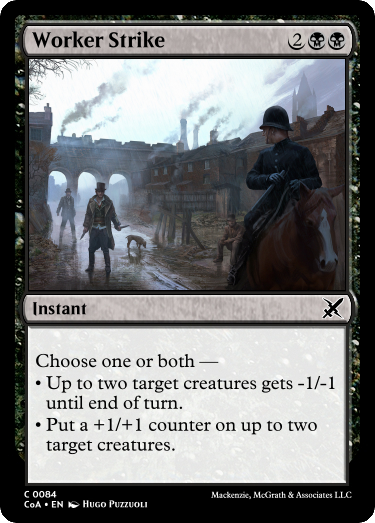 Worker Strike 2
Instant
Choose one or both —
• Up to two target creatures gets -1/-1
until end of turn.
• Put a +1/+1 counter on up to two
target creatures.
C 0084
Mackenzie, McGrath & Associates LLC
CoA • EN Hugo Puzzuoli